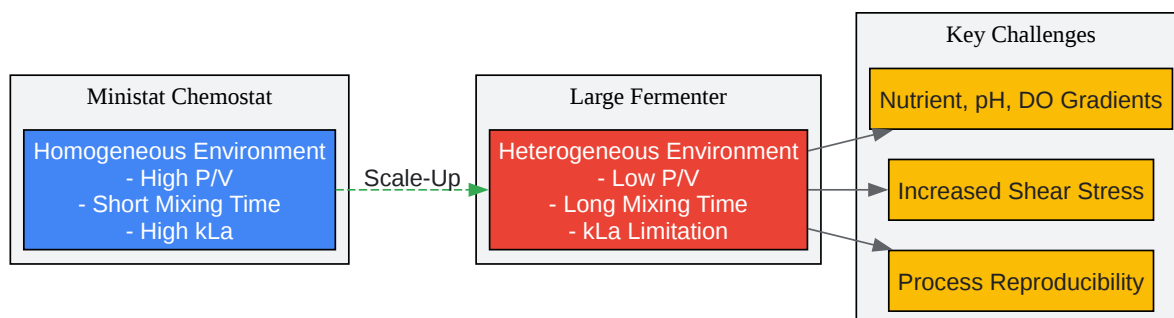 Ministat Chemostat
Homogeneous Environment
- High P/V
- Short Mixing Time
- High kLa
Scale-Up
Large Fermenter
Heterogeneous Environment
- Low P/V
- Long Mixing Time
- kLa Limitation
Key Challenges
Nutrient, pH, DO Gradients
Increased Shear Stress
Process Reproducibility